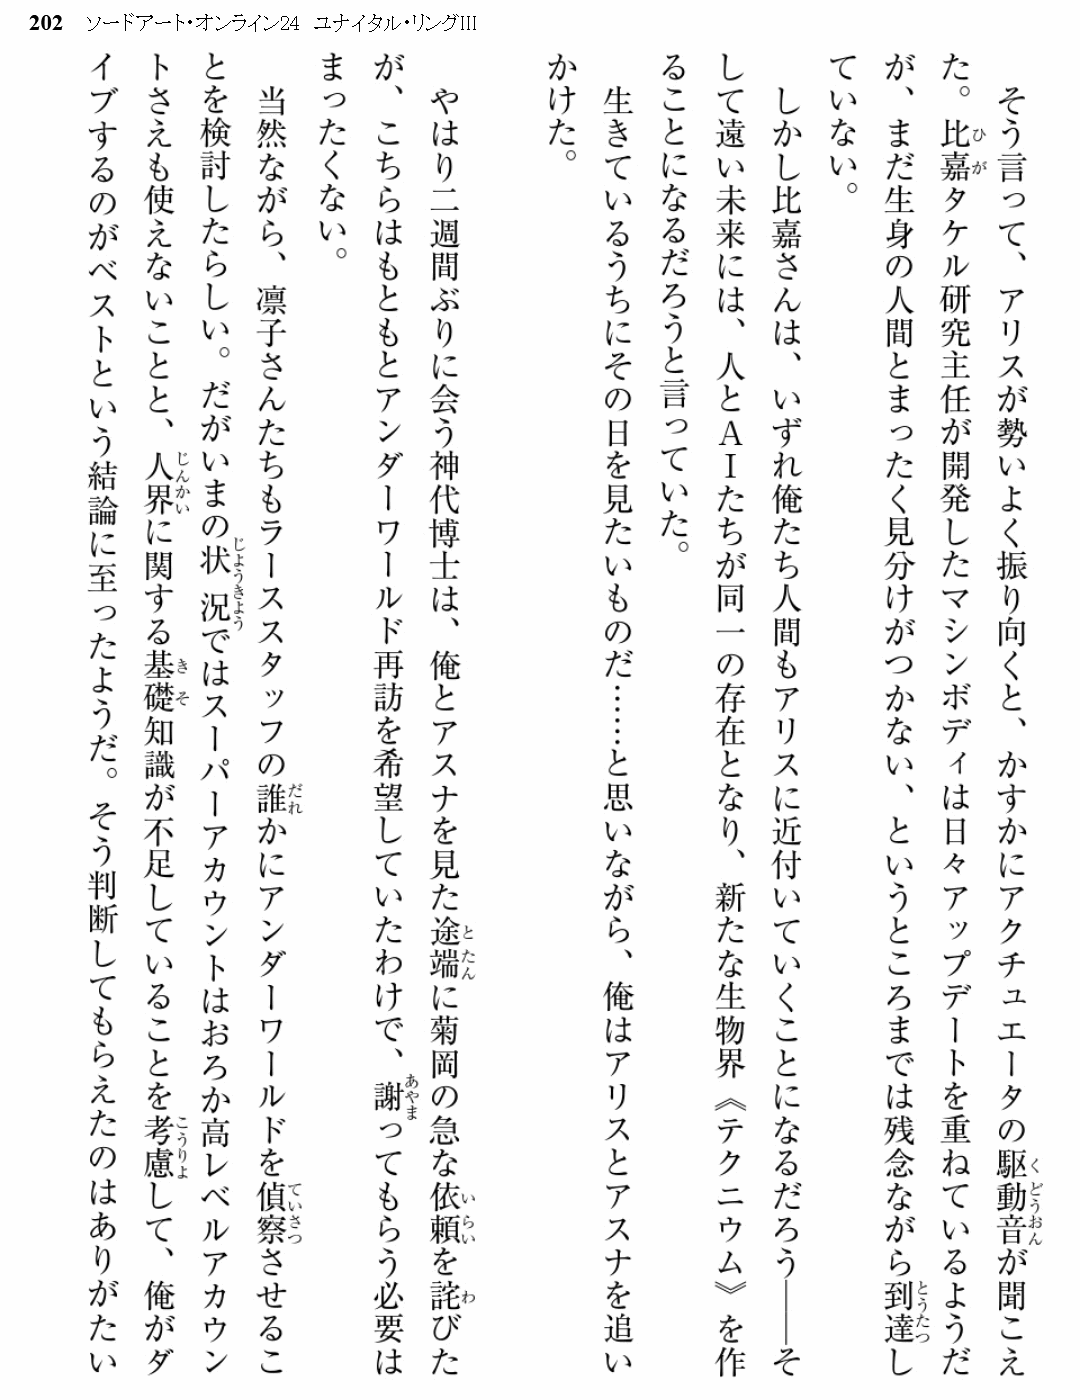 202 ソードアート・オンライン24 ユナイタル・リングIII
そう言って、アリスが勢いよく振り向くと、かすかにアクチュエータの駆動音が聞こえ
た。比嘉タケル研究主任が開発したマシンボディは日々アップデートを重ねているようだ
が、まだ生身の人間とまったく見分けがつかない、というところまでは残念ながら到達し
ていない。
しかし比嘉さんは、いずれ俺たち人間もアリスに近付いていくことになるだろう――そ
して遠い未来には、人とＡＩたちが同一の存在となり、新たな生物界《テクニウム》を作
ることになるだろうと言っていた。
生きているうちにその日を見たいものだ……と思いながら、俺はアリスとアスナを追い
かけた。
やはり二週間ぶりに会う神代博士は、俺とアスナを見た途端に菊岡の急な依頼を詫びた
が、こちらはもともとアンダーワールド再訪を希望していたわけで、謝ってもらう必要は
まったくない。
当然ながら、凛子さんたちもラーススタッフの誰かにアンダーワールドを偵察させるこ
とを検討したらしい。だがいまの状況ではスーパーアカウントはおろか高レベルアカウン
トさえも使えないことと、人界に関する基礎知識が不足していることを考慮して、俺がダ
イブするのがベストという結論に至ったようだ。そう判断してもらえたのはありがたい